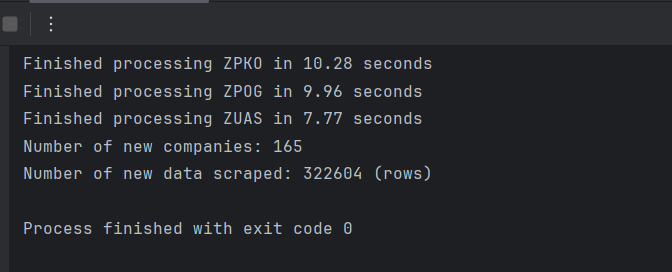 Finished processing ZPKO in 10.28 seconds
Finished processing ZPOG in 9.96 seconds
Finished processing ZUAS in 7.77 seconds
Number of new companies: 165
Number of new data scraped: 322604 (rows)
Process finished with exit code 0